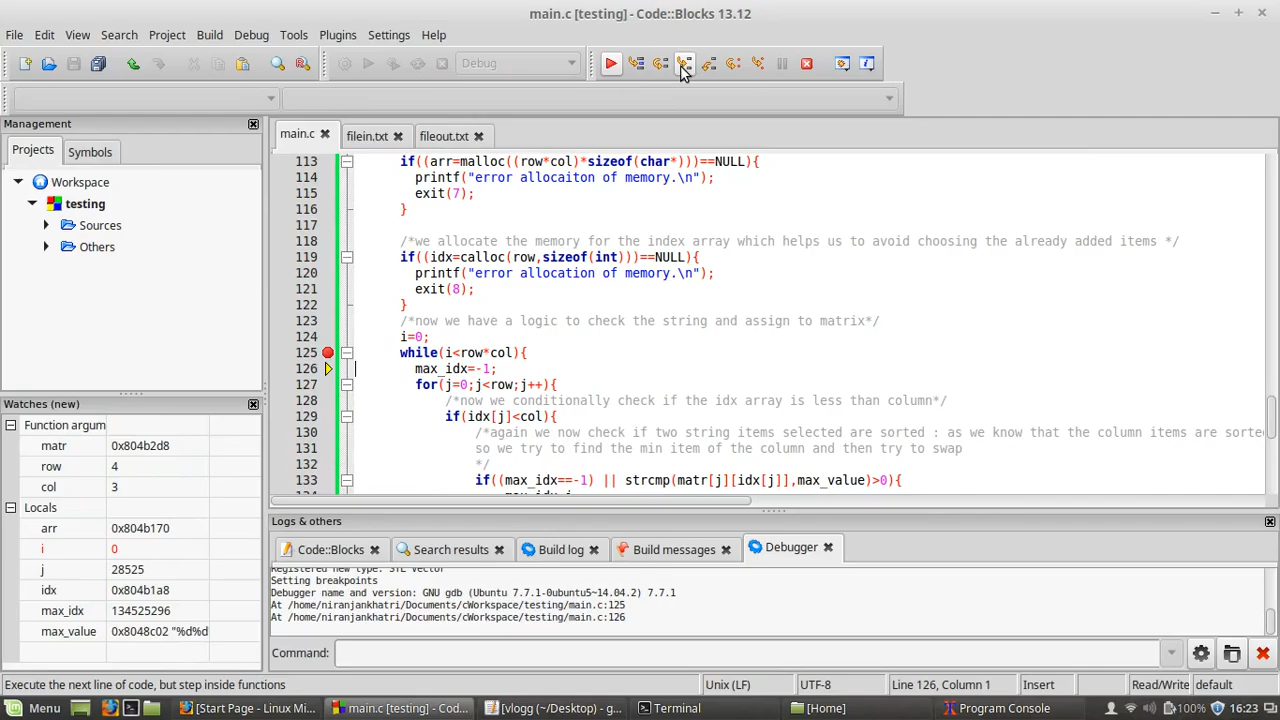 main.c [testing] - Code::Blocks 13.12
File Edit View Search Project Build Debug Tools Plugins Settings Help
Debug
Management
main.c filein.txt fileout.txt
Projects Symbols
Workspace
testing
Sources
Others
113 if((arr=malloc((row*col)*sizeof(char*)))==NULL){
114 printf("error allocaiton of memory.\n");
115 exit(7);
116 }
117
118 /*we allocate the memory for the index array which helps us to avoid choosing the already added items */
119 if((idx=calloc(row,sizeof(int)))==NULL){
120 printf("error allocation of memory.\n");
121 exit(8);
122 }
123 /*now we have a logic to check the string and assign to matrix*/
124 i=0;
125 while(i<row*col){
126 max_idx=-1;
127 for(j=0;j<row;j++){
128 /*now we conditionally check if the idx array is less than column*/
129 if(idx[j]<col){
130 /*again we now check if two string items selected are sorted : as we know that the column items are sorte
131 so we try to find the min item of the column and then try to swap
132 */
133 if((max_idx==-1) || strcmp(matr[j][idx[j]],max_value)>0){
Watches (new)
Function argum
matr 0x804b2d8
row 4
col 3
Locals
arr 0x804b170
i 0
j 28525
idx 0x804b1a8
max_idx 134525296
max_value 0x8048c02 "%d%d
Logs & others
Code::Blocks Search results Build log Build messages Debugger
Registered new type: STL Vector
Setting breakpoints
Debugger name and version: GNU gdb (Ubuntu 7.7.1-0ubuntu5~14.04.2) 7.7.1
At /home/niranjankhatri/Documents/cWorkspace/testing/main.c:125
At /home/niranjankhatri/Documents/cWorkspace/testing/main.c:126
Command:
Execute the next line of code, but step inside functions Unix (LF) UTF-8 Line 126, Column 1 Insert Read/Write default
Menu [Start Page - Linux Mi... main.c [testing] - Cod... [vlogg (~/Desktop) - g... Terminal [Home] Program Console 100% 16:23